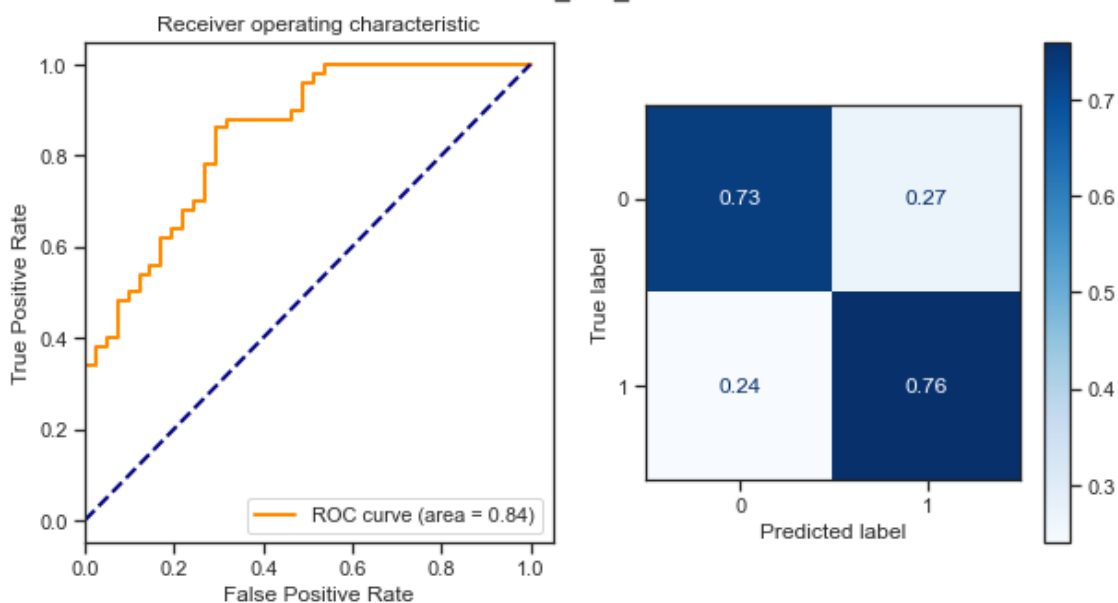 Receiver operating characteristic
1.0
0.8
0.6
0.4
0.2
0.0
True Positive Rate
ROC curve (area = 0.84)
0.0 0.2 0.4 0.6 0.8 1.0
False Positive Rate
True label
0
1
0.73 0.27
0.24 0.76
0 1
Predicted label
0.7
0.6
0.5
0.4
0.3